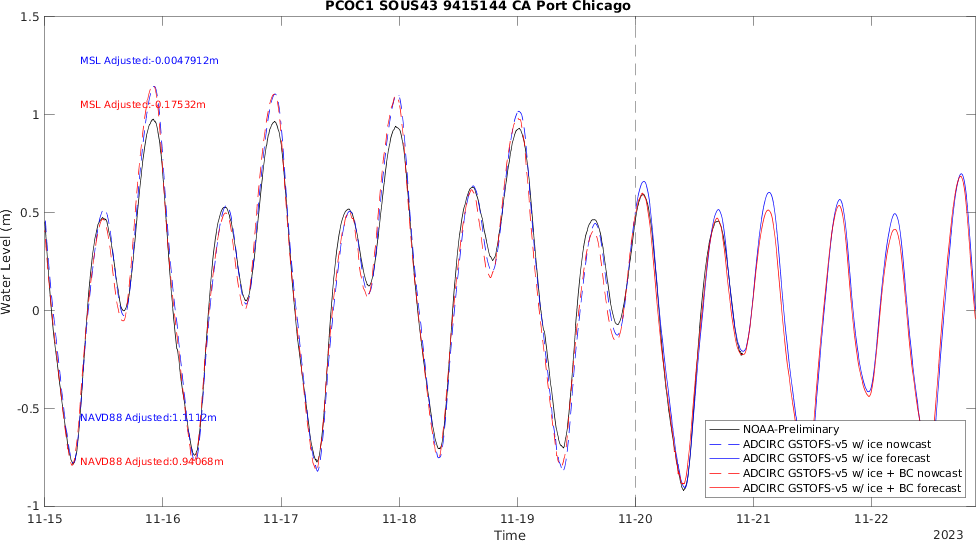 PCOC1 SOUS43 9415144 CA Port Chicago
1.5
MSL Adjusted:-0.0047912m
MSL Adjusted:-0.17532m
1
0.5
Water Level (m)
0
-0.5
NAVD88 Adjusted:1.1112m
NAVD88 Adjusted:0.94068m
NOAA-Preliminary
ADCIRC GSTOFS-v5 w/ ice nowcast
ADCIRC GSTOFS-v5 w/ ice forecast
ADCIRC GSTOFS-v5 w/ ice + BC nowcast
ADCIRC GSTOFS-v5 w/ ice + BC forecast
-1
11-15 11-16 11-17 11-18 11-19 11-20 11-21 11-22
Time
2023